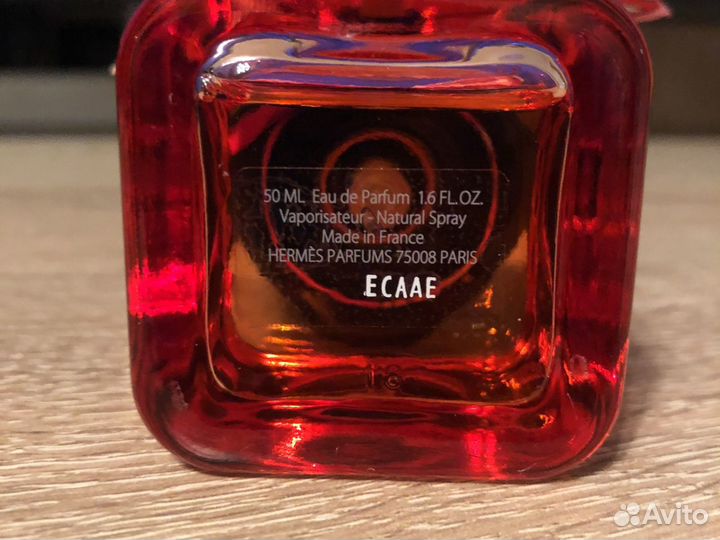 50 ML Eau de Parfum 1.6 FL.OZ.
Vaporisateur - Natural Spray
Made in France
HERMÈS PARFUMS 75008 PARIS
ECAAE
Avito